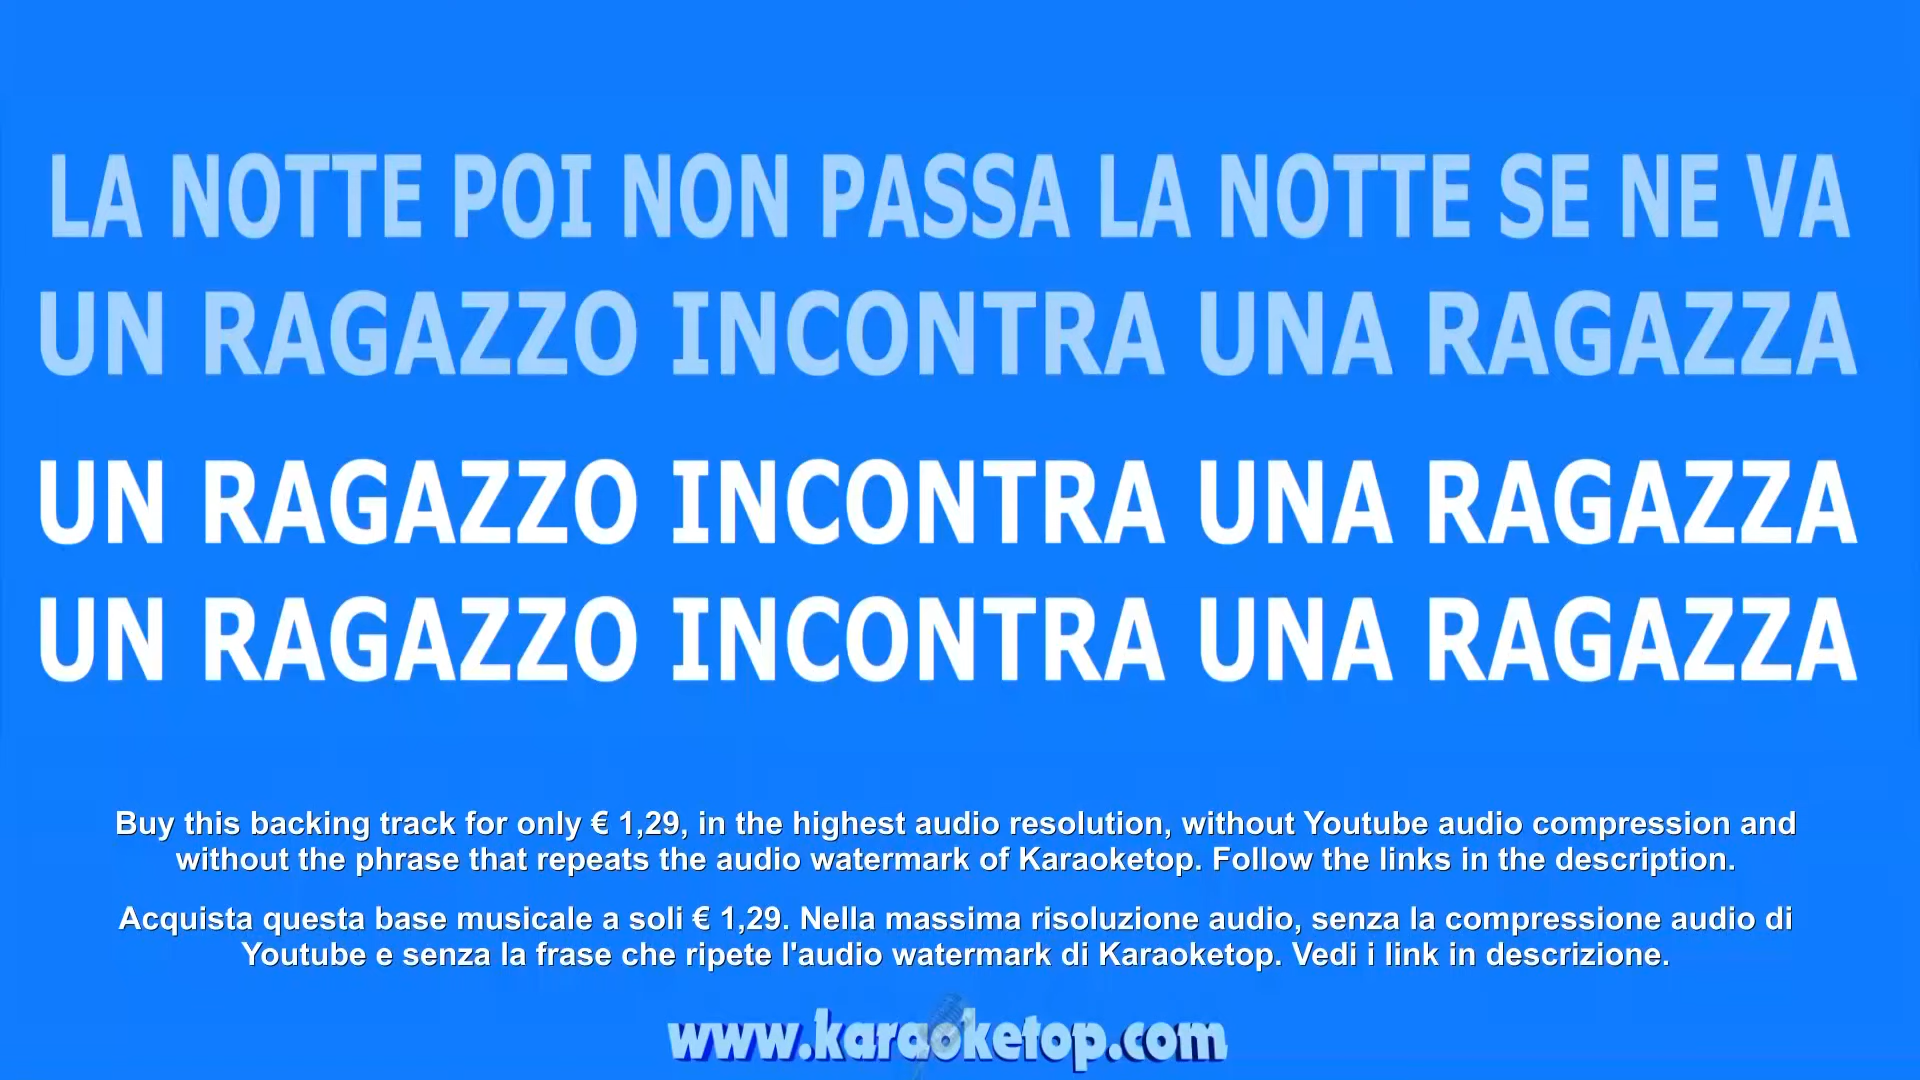 LA NOTTE POI NON PASSA LA NOTTE SE NE VA
UN RAGAZZO INCONTRA UNA RAGAZZA
UN RAGAZZO INCONTRA UNA RAGAZZA
UN RAGAZZO INCONTRA UNA RAGAZZA
Buy this backing track for only € 1,29, in the highest audio resolution, without Youtube audio compression and
without the phrase that repeats the audio watermark of Karaoketop. Follow the links in the description.
Acquista questa base musicale a soli € 1,29. Nella massima risoluzione audio, senza la compressione audio di
Youtube e senza la frase che ripete l'audio watermark di Karaoketop. Vedi i link in descrizione.
www.karaoketop.com